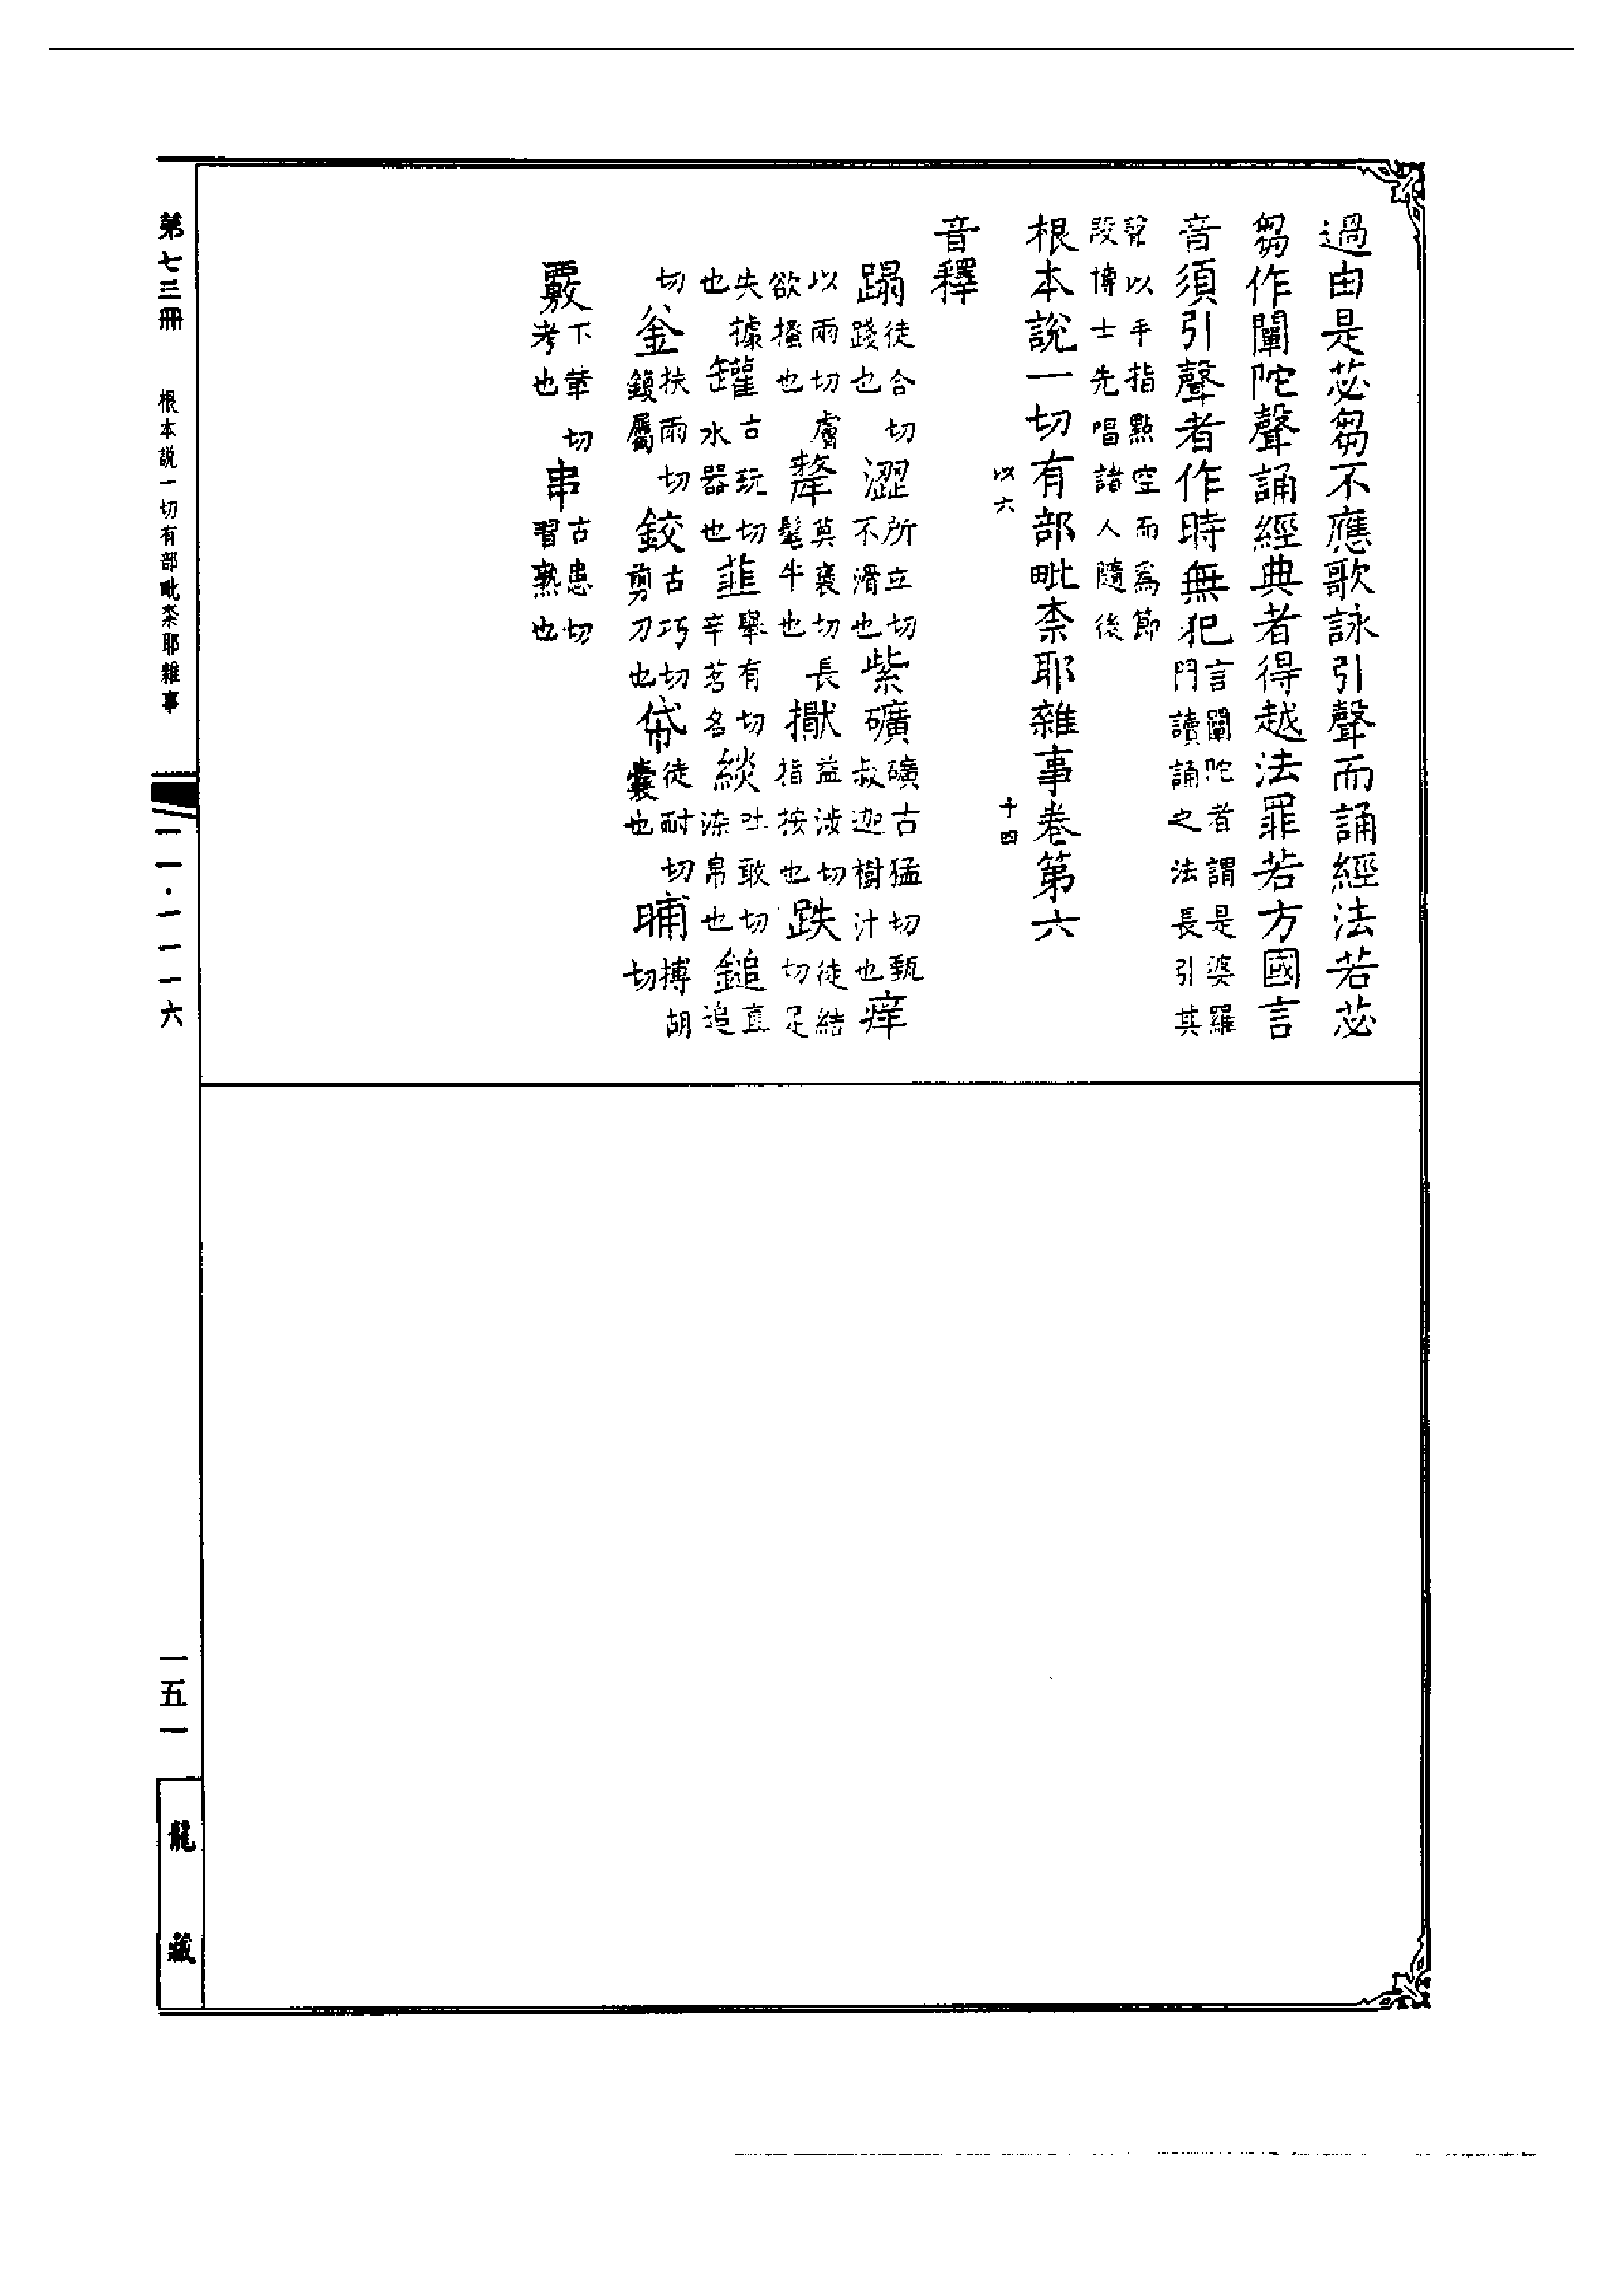 過由是苾芻不應歌詠引聲而誦經法若苾
芻作闡陀聲誦經典者得越法罪若方國言
音須引聲者作時無犯言闡陀者謂是婆羅門讀誦之法長引其
聲以手指點空而為節段博士先唱諸人隨後
根本說一切有部毗柰耶雜事卷第六
以六 十四
音釋
蹋徒合切踐也 澀所立切不滑也 紫礦礦古猛切甄叔迦樹汁也 痒
以兩切膚欲搔也 犛莫褒切長髦牛也 擫益涉切指按也 跌徒結切足
失據也 罐古玩切水器也 韮舉有切辛菜名 緂吐敢切染帛也 鎚直追
切 釜扶雨切鍑屬 鉸古巧切剪刀也 帒徒耐切囊也 晡博胡切
覈下革切考也 串古患切習熟也
第七三冊 根本說一切有部毗柰耶雜事 一一·一一一六 一五一
龍藏